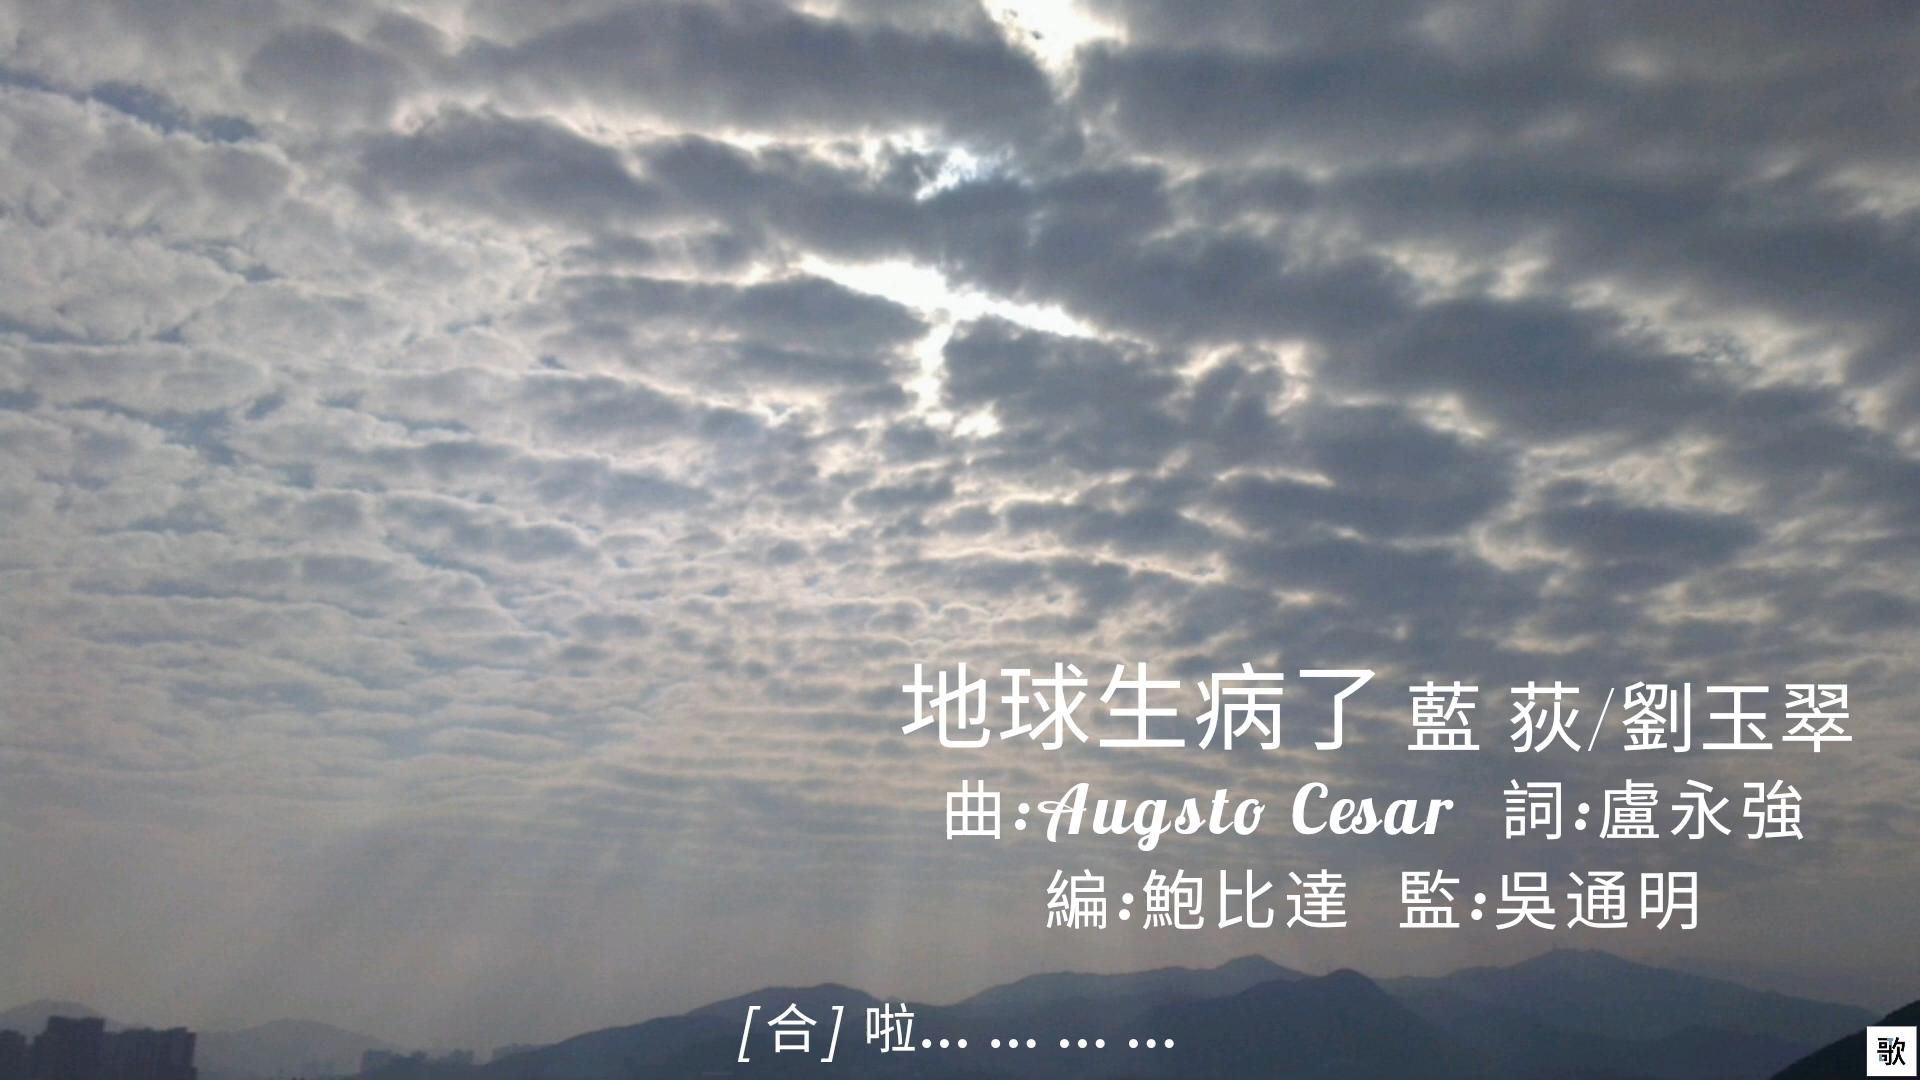 地球生病了 藍 荻/劉玉翠
曲:Augsto Cesar 詞:盧永強
編:鮑比達 監:吳通明
[合] 啦... ... ... ...
歌